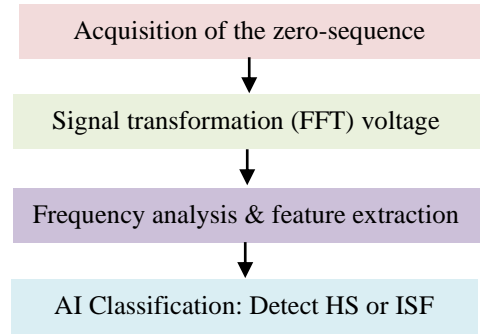 Acquisition of the zero-sequence
Signal transformation (FFT) voltage
Frequency analysis & feature extraction
AI Classification: Detect HS or ISF